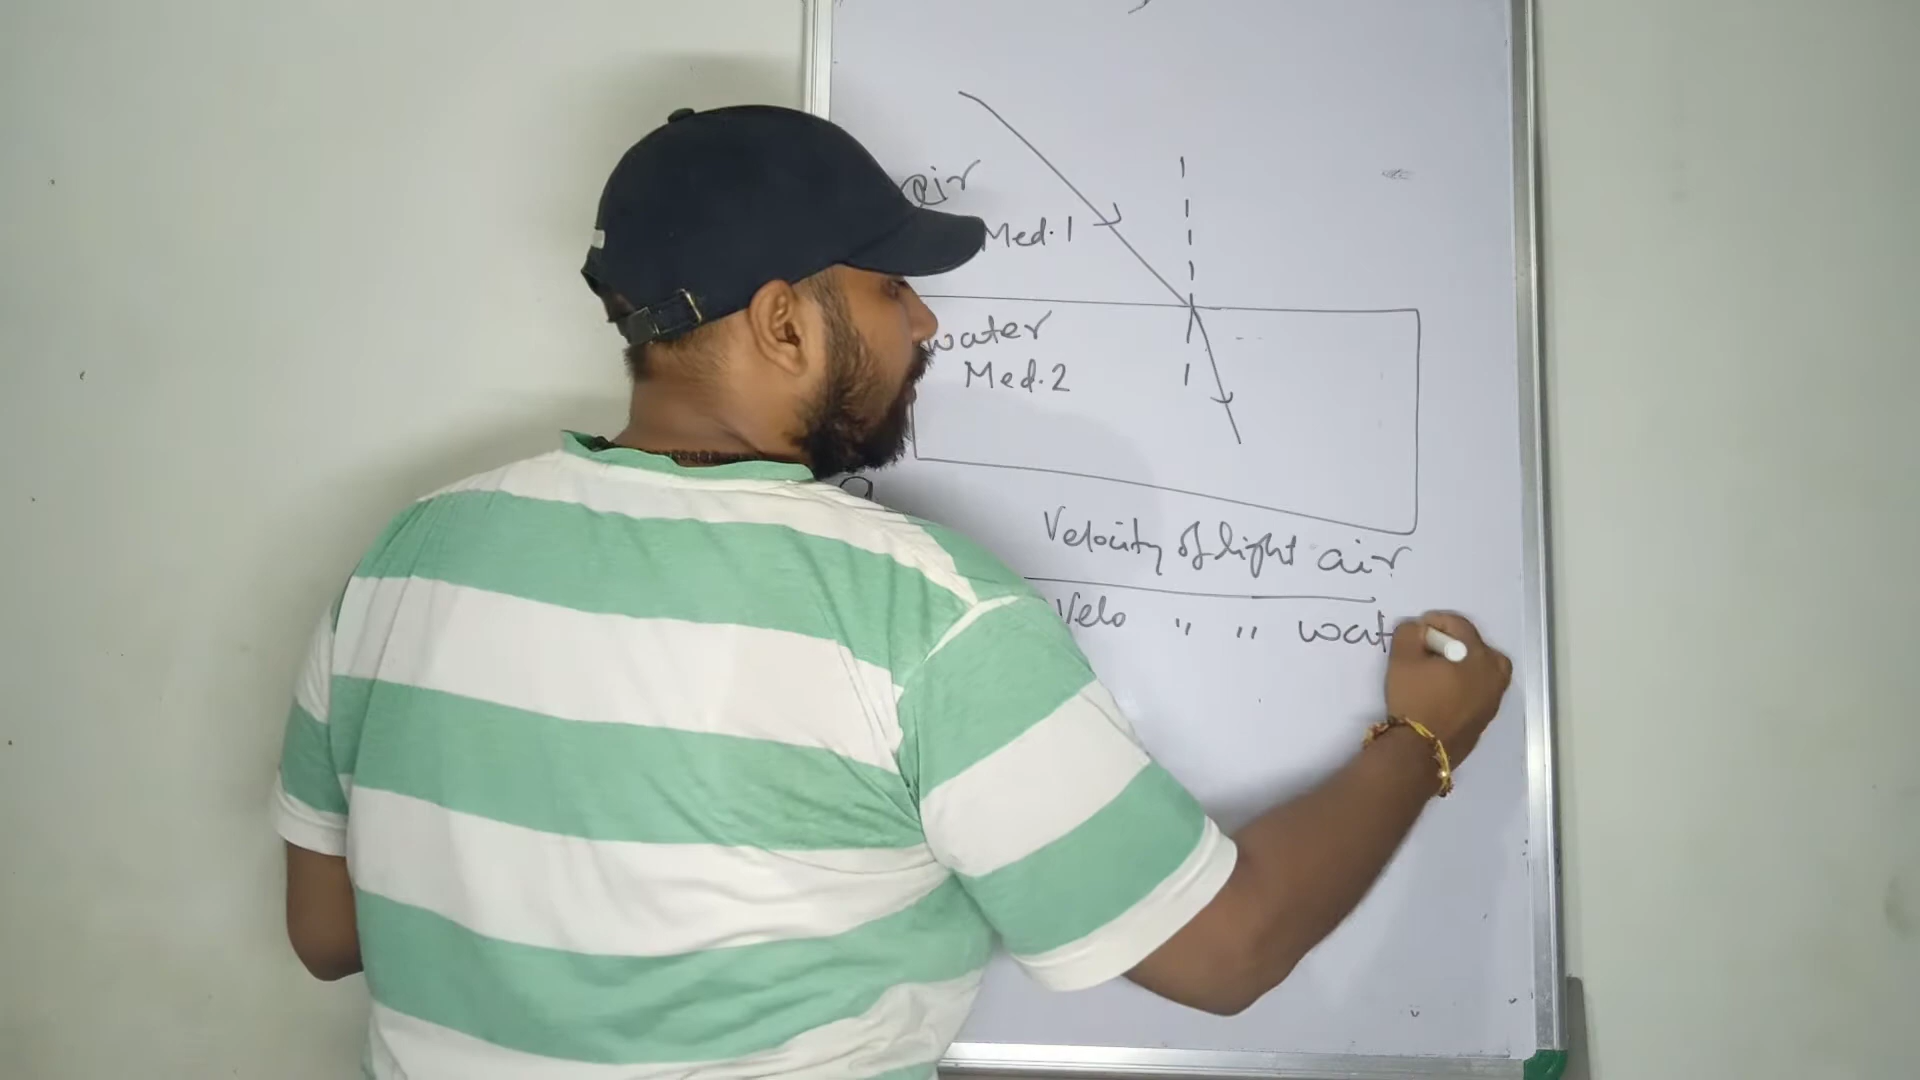 air
Med.1
water
Med.2
Velocity of light air
Velo " " wat